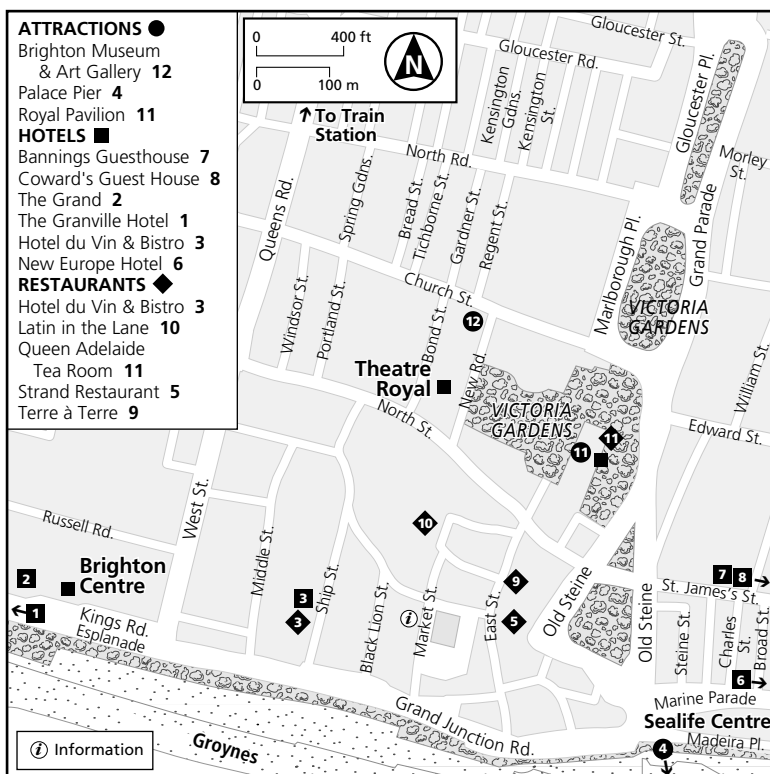 ATTRACTIONS
Brighton Museum
& Art Gallery 12
Palace Pier 4
Royal Pavilion 11
HOTELS
Bannings Guesthouse 7
Coward's Guest House 8
The Grand 2
The Granville Hotel 1
Hotel du Vin & Bistro 3
New Europe Hotel 6
RESTAURANTS
Hotel du Vin & Bistro 3
Latin in the Lane 10
Queen Adelaide
Tea Room 11
Strand Restaurant 5
Terre à Terre 9
0 400 ft
0 100 m
N
To Train
Station
Gloucester St.
Gloucester Rd.
Gloucester Pl.
Kensington
Gdns.
Kensington
St.
North Rd.
Morley
St.
Queens Rd.
Spring Gdns.
Bread St.
Tichborne St.
Gardner St.
Regent St.
Marlborough Pl.
Grand Parade
Church St.
Windsor St.
Portland St.
Bond St.
12
New Rd.
VICTORIA
GARDENS
Theatre
Royal
William St.
North St.
VICTORIA
GARDENS
11
11
Edward St.
West St.
Russell Rd.
Middle St.
10
2
Brighton
Centre
3
Ship St.
9
7
8
St. James's St.
1
Kings Rd.
Esplanade
3
Black Lion St.
i
Market St.
East St.
5
Old Steine
Old Steine
Steine St.
Charles
St.
Broad St.
6
Marine Parade
Grand Junction Rd.
Sealife Centre
Madeira Pl.
4
Groynes
i Information